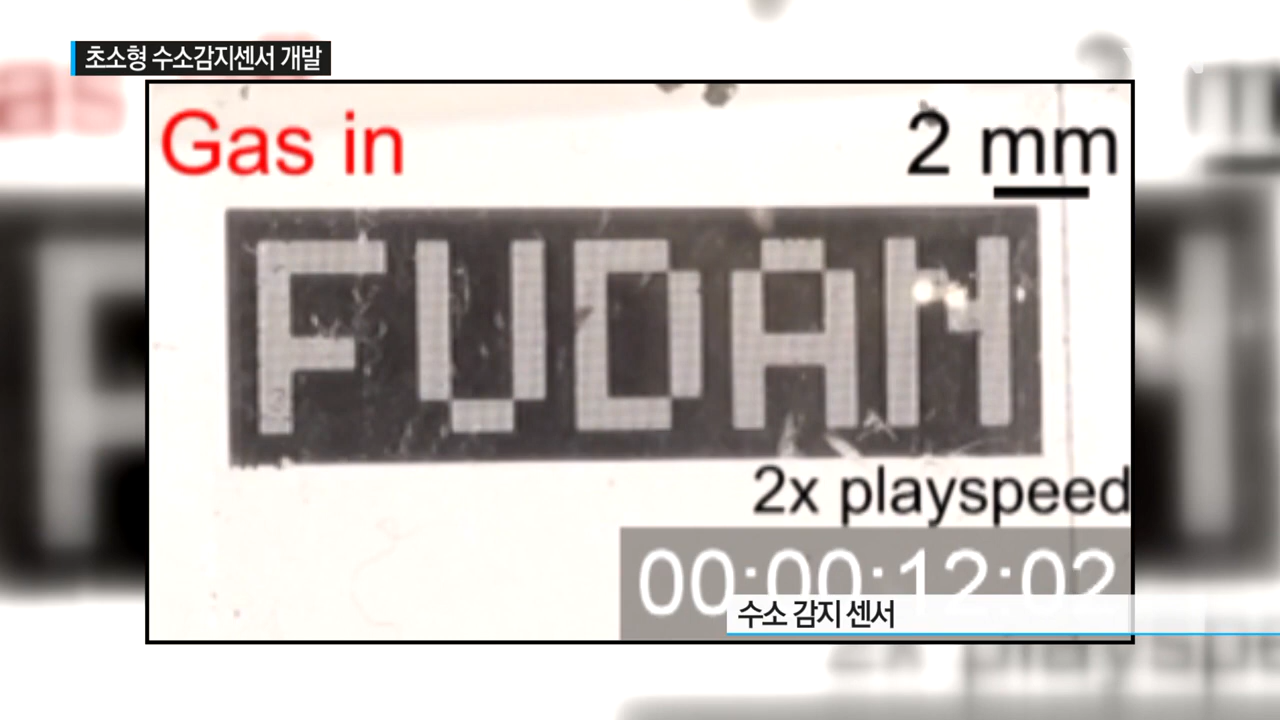 초소형 수소감지센서 개발
Gas in
2 mm
FUDAN
2x playspeed
00:00:12:02
수소 감지 센서